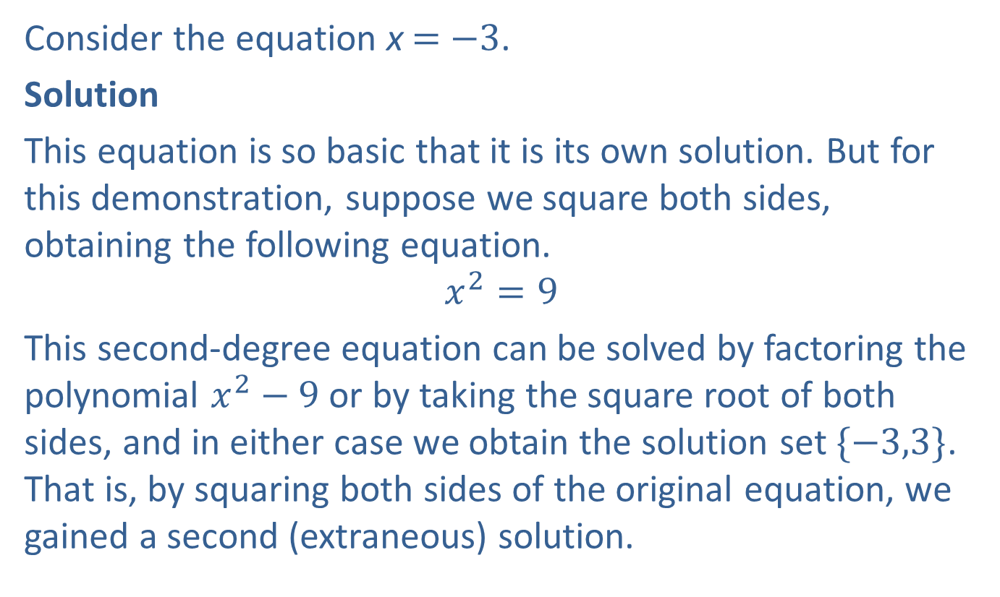 Consider the equation x = −3.
Solution
This equation is so basic that it is its own solution. But for
this demonstration, suppose we square both sides,
obtaining the following equation.
x² = 9
This second-degree equation can be solved by factoring the
polynomial x² − 9 or by taking the square root of both
sides, and in either case we obtain the solution set {−3,3}.
That is, by squaring both sides of the original equation, we
gained a second (extraneous) solution.